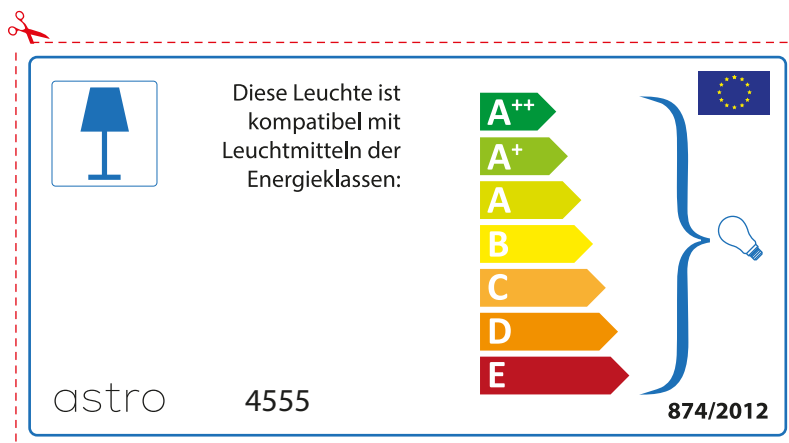 Diese Leuchte ist
kompatibel mit
Leuchtmitteln der
Energieklassen:
A++
A+
A
B
C
D
E
astro
4555
874/2012